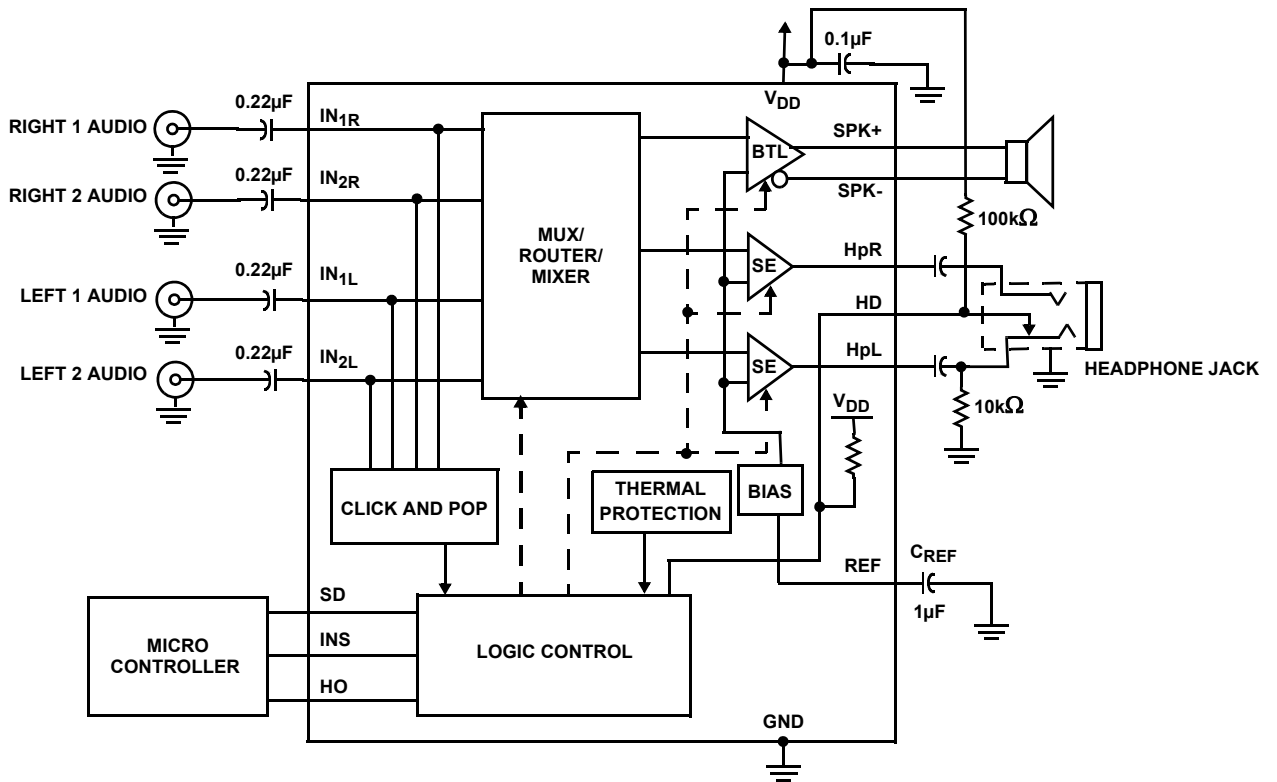 0.1µF
VDD
0.22µF
RIGHT 1 AUDIO
IN1R
SPK+
BTL
0.22µF
RIGHT 2 AUDIO
IN2R
SPK-
100kΩ
MUX/
ROUTER/
MIXER
HpR
SE
0.22µF
LEFT 1 AUDIO
IN1L
HD
0.22µF
LEFT 2 AUDIO
IN2L
HpL
SE
HEADPHONE JACK
VDD
10kΩ
CLICK AND POP
THERMAL
PROTECTION
BIAS
REF
CREF
1µF
SD
INS
HO
MICRO
CONTROLLER
LOGIC CONTROL
GND